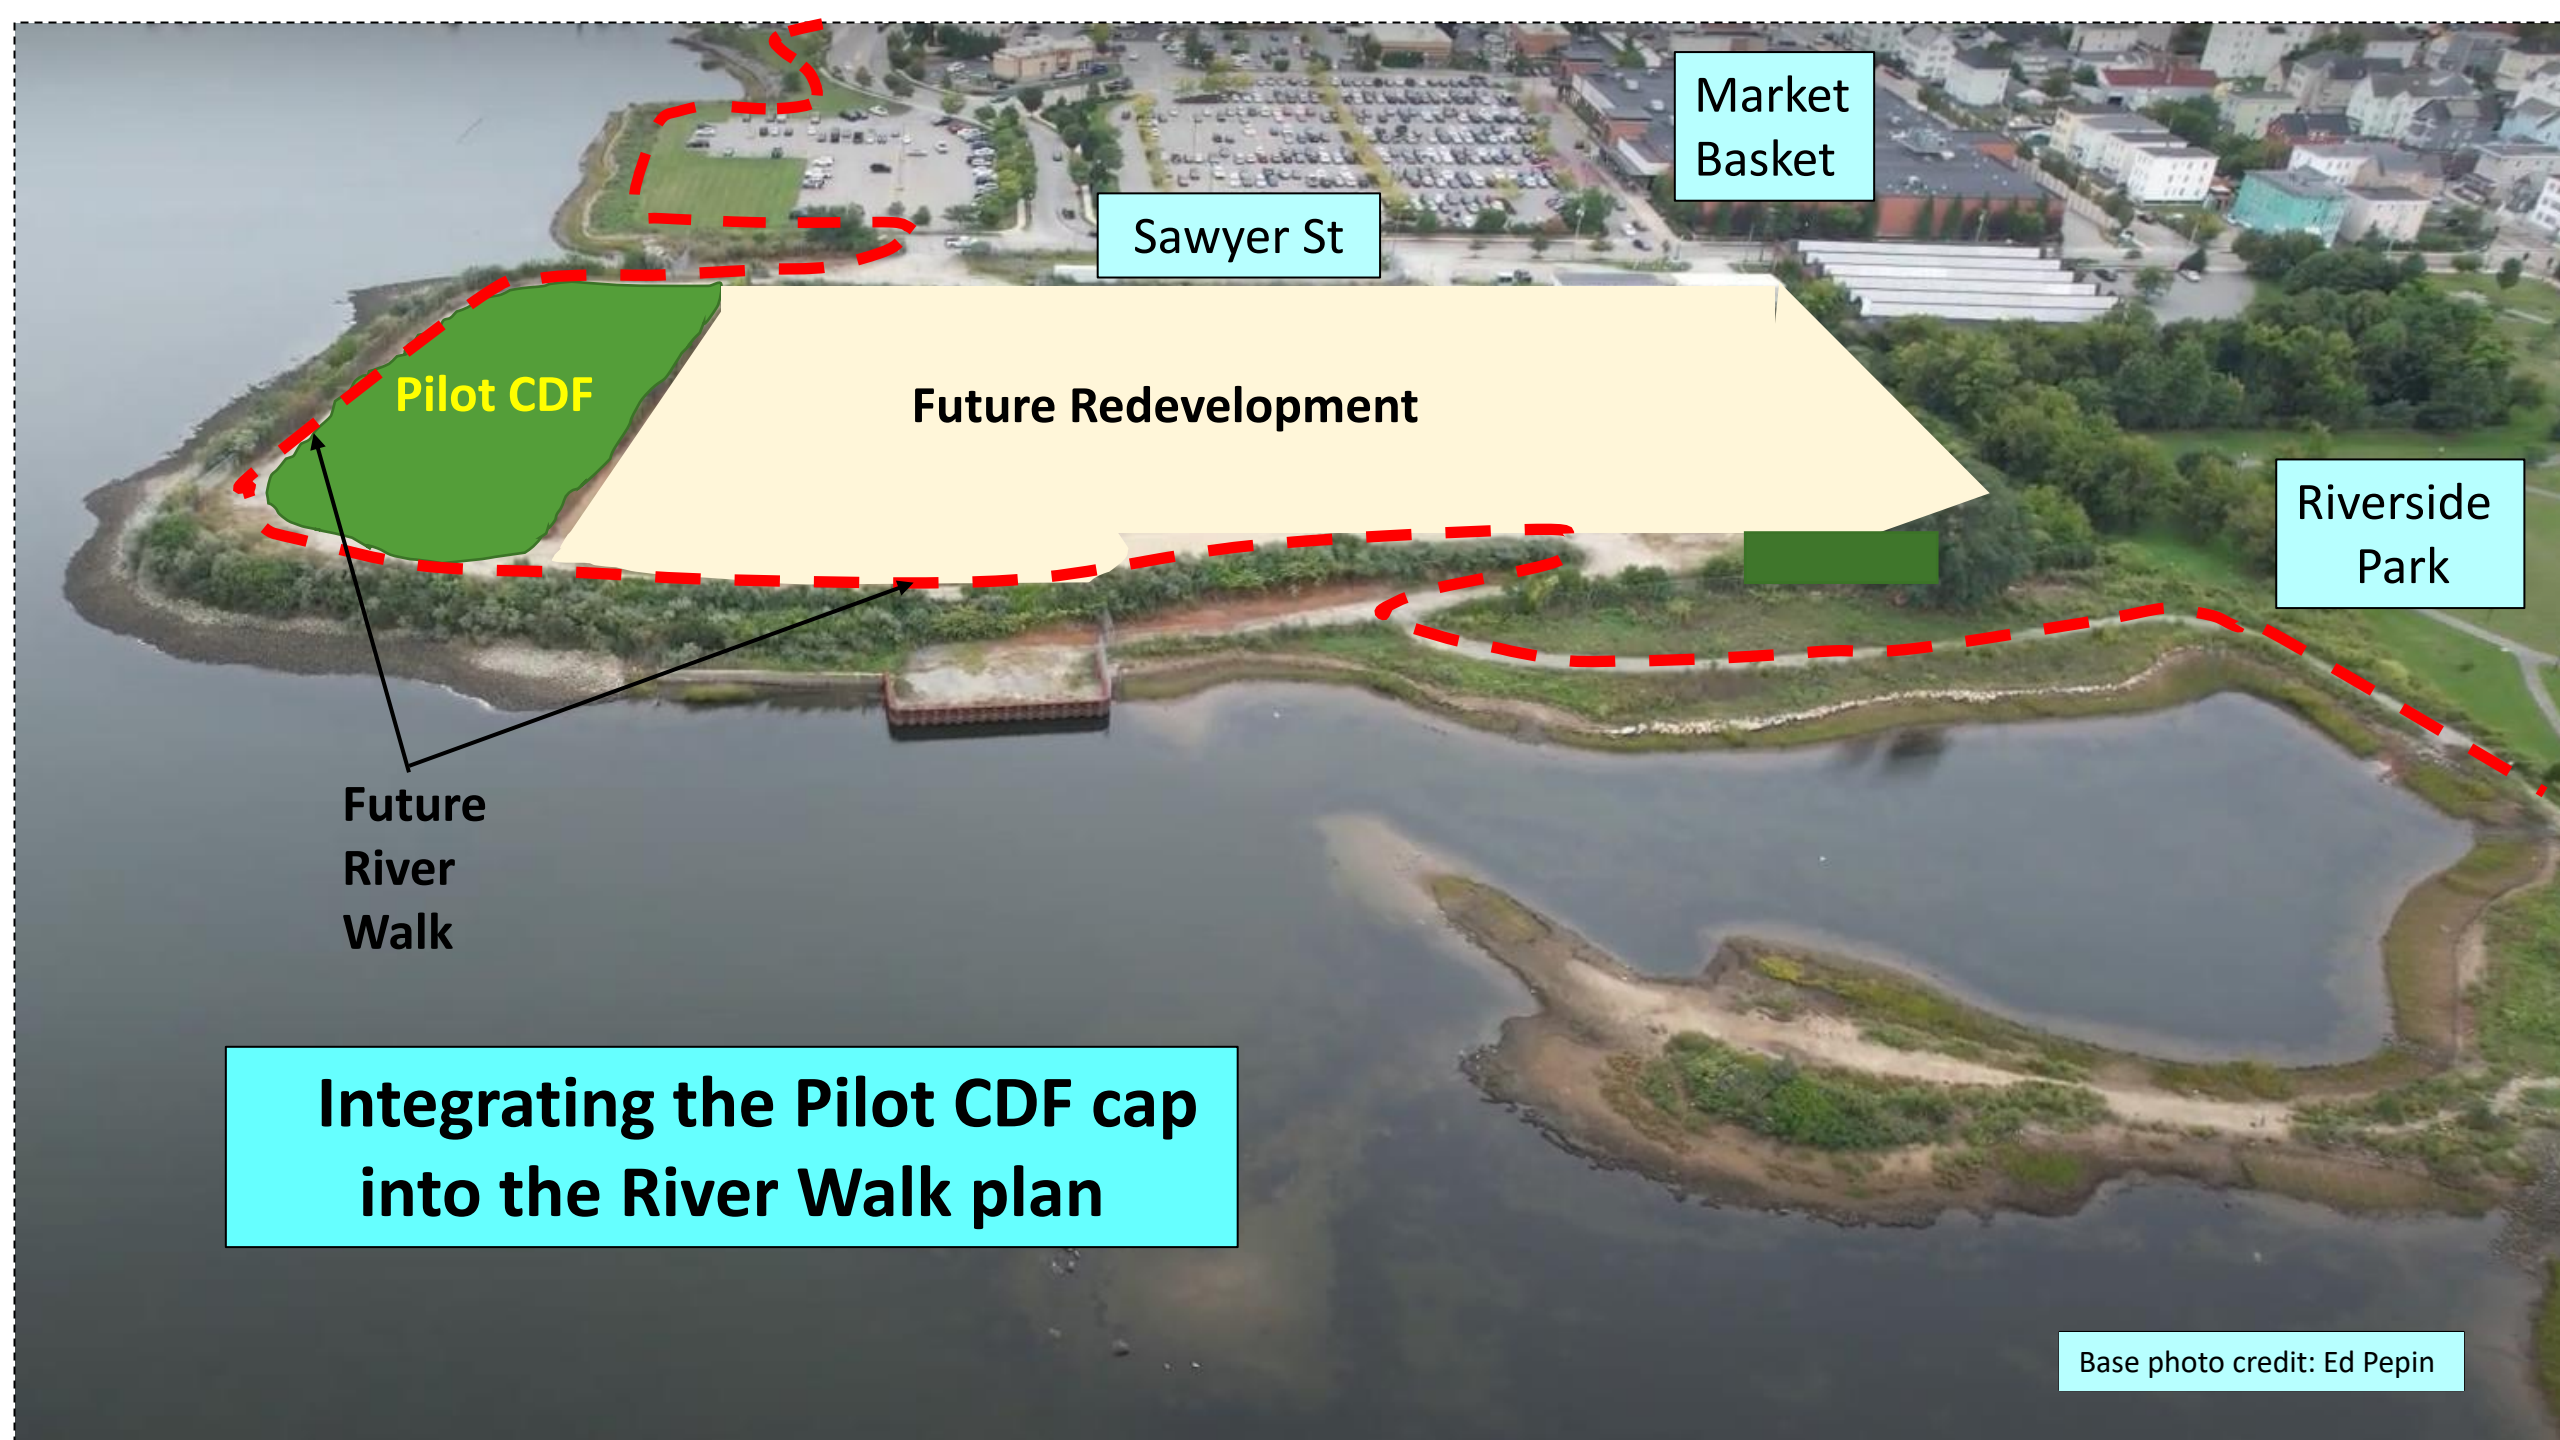 Market
Basket
Sawyer St
Pilot CDF
Future Redevelopment
Riverside
Park
Future
River
Walk
Integrating the Pilot CDF cap
into the River Walk plan
Base photo credit: Ed Pepin